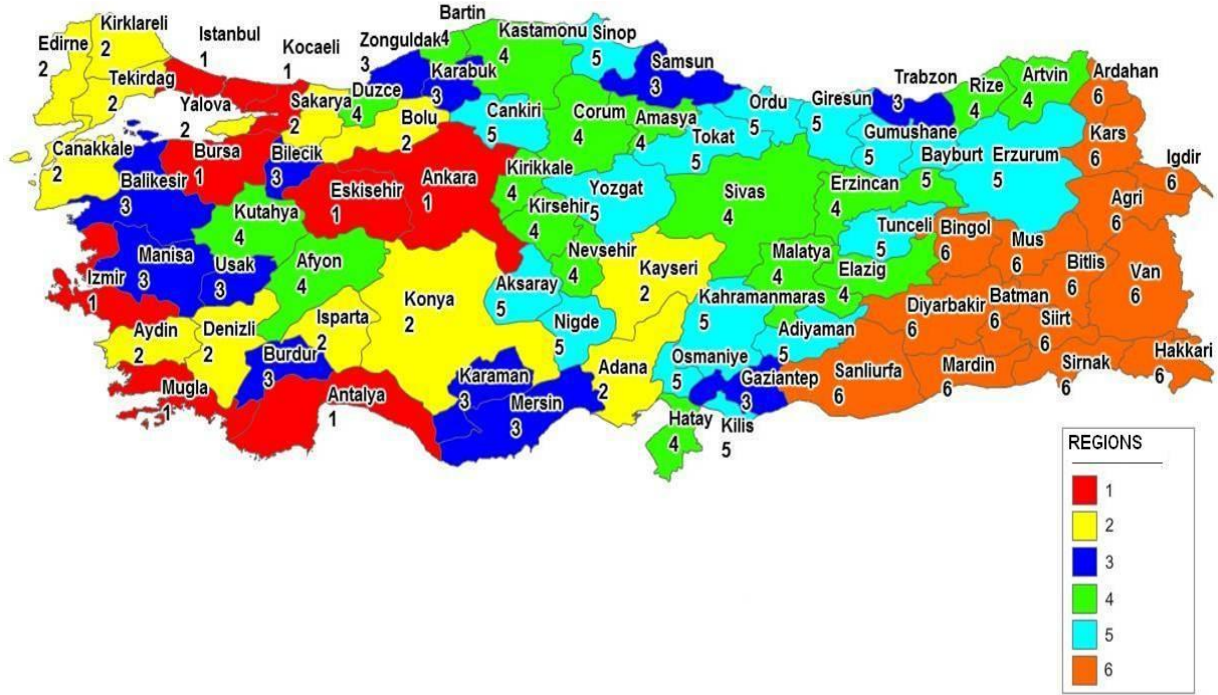 Edirne
2
Kirklareli
2
Tekirdag
2
Istanbul
1
Kocaeli
1
Yalova
2
Sakarya
2
Duzce
4
Zonguldak
3
Bartin
4
Karabuk
3
Kastamonu
4
Sinop
5
Samsun
3
Bolu
2
Cankiri
5
Corum
4
Amasya
4
Tokat
5
Ordu
5
Giresun
5
Trabzon
3
Rize
4
Artvin
4
Ardahan
6
Kars
6
Igdir
6
Gumushane
5
Bayburt
5
Erzurum
5
Agri
6
Canakkale
2
Balikesir
3
Bursa
1
Bilecik
3
Eskisehir
1
Ankara
1
Kirikkale
4
Kirsehir
4
Yozgat
5
Sivas
4
Erzincan
4
Tunceli
5
Bingol
6
Mus
6
Bitlis
6
Van
6
Kutahya
4
Manisa
3
Usak
3
Afyon
4
Izmir
1
Konya
2
Aksaray
5
Nevsehir
4
Kayseri
2
Malatya
4
Elazig
4
Diyarbakir
6
Batman
6
Siirt
6
Aydin
2
Denizli
2
Isparta
2
Burdur
3
Nigde
5
Kahramanmaras
5
Adiyaman
5
Mugla
1
Antalya
1
Karaman
3
Mersin
3
Adana
2
Osmaniye
5
Gaziantep
3
Sanliurfa
6
Mardin
6
Sirnak
6
Hakkari
6
Hatay
4
Kilis
5
REGIONS
1
2
3
4
5
6